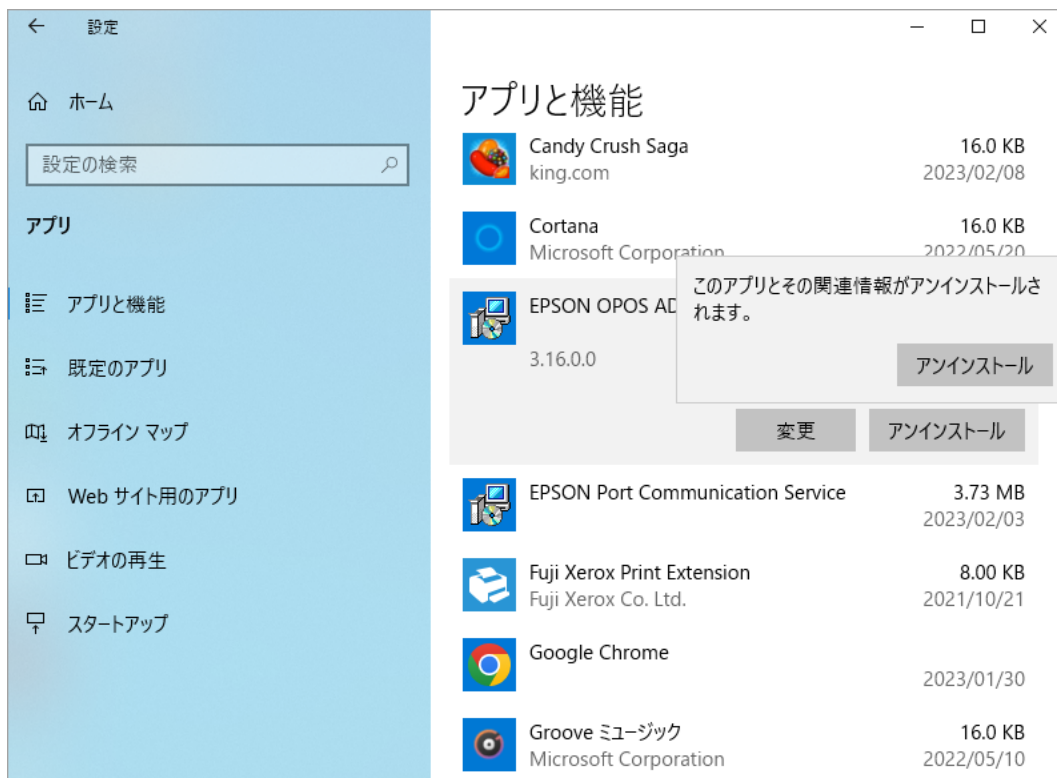 設定
ホーム
設定の検索
アプリ
アプリと機能
既定のアプリ
オフライン マップ
Web サイト用のアプリ
ビデオの再生
スタートアップ
アプリと機能
Candy Crush Saga
16.0 KB
king.com
2023/02/08
Cortana
16.0 KB
Microsoft Corporation
2022/05/20
EPSON OPOS AD
3.16.0.0
このアプリとその関連情報がアンインストールさ
れます。
アンインストール
変更
アンインストール
EPSON Port Communication Service
3.73 MB
2023/02/03
Fuji Xerox Print Extension
8.00 KB
Fuji Xerox Co. Ltd.
2021/10/21
Google Chrome
2023/01/30
Groove ミュージック
16.0 KB
Microsoft Corporation
2022/05/10